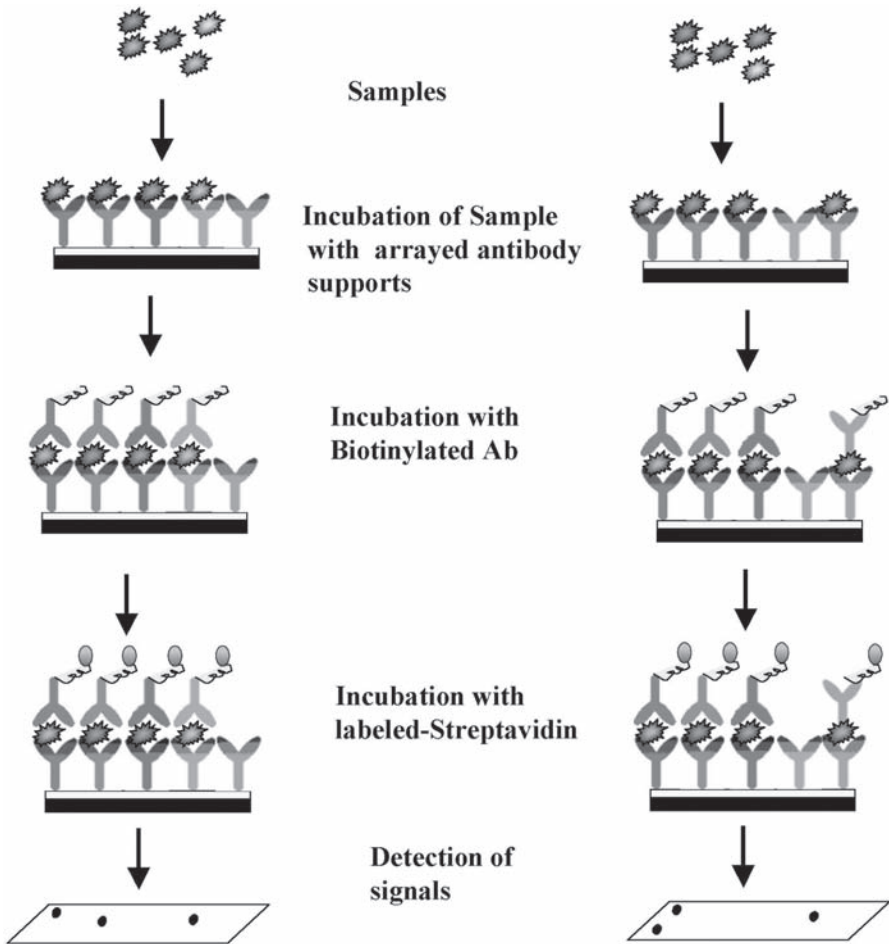 Samples
Incubation of Sample
with arrayed antibody
supports
Incubation with
Biotinylated Ab
Incubation with
labeled-Streptavidin
Detection of
signals